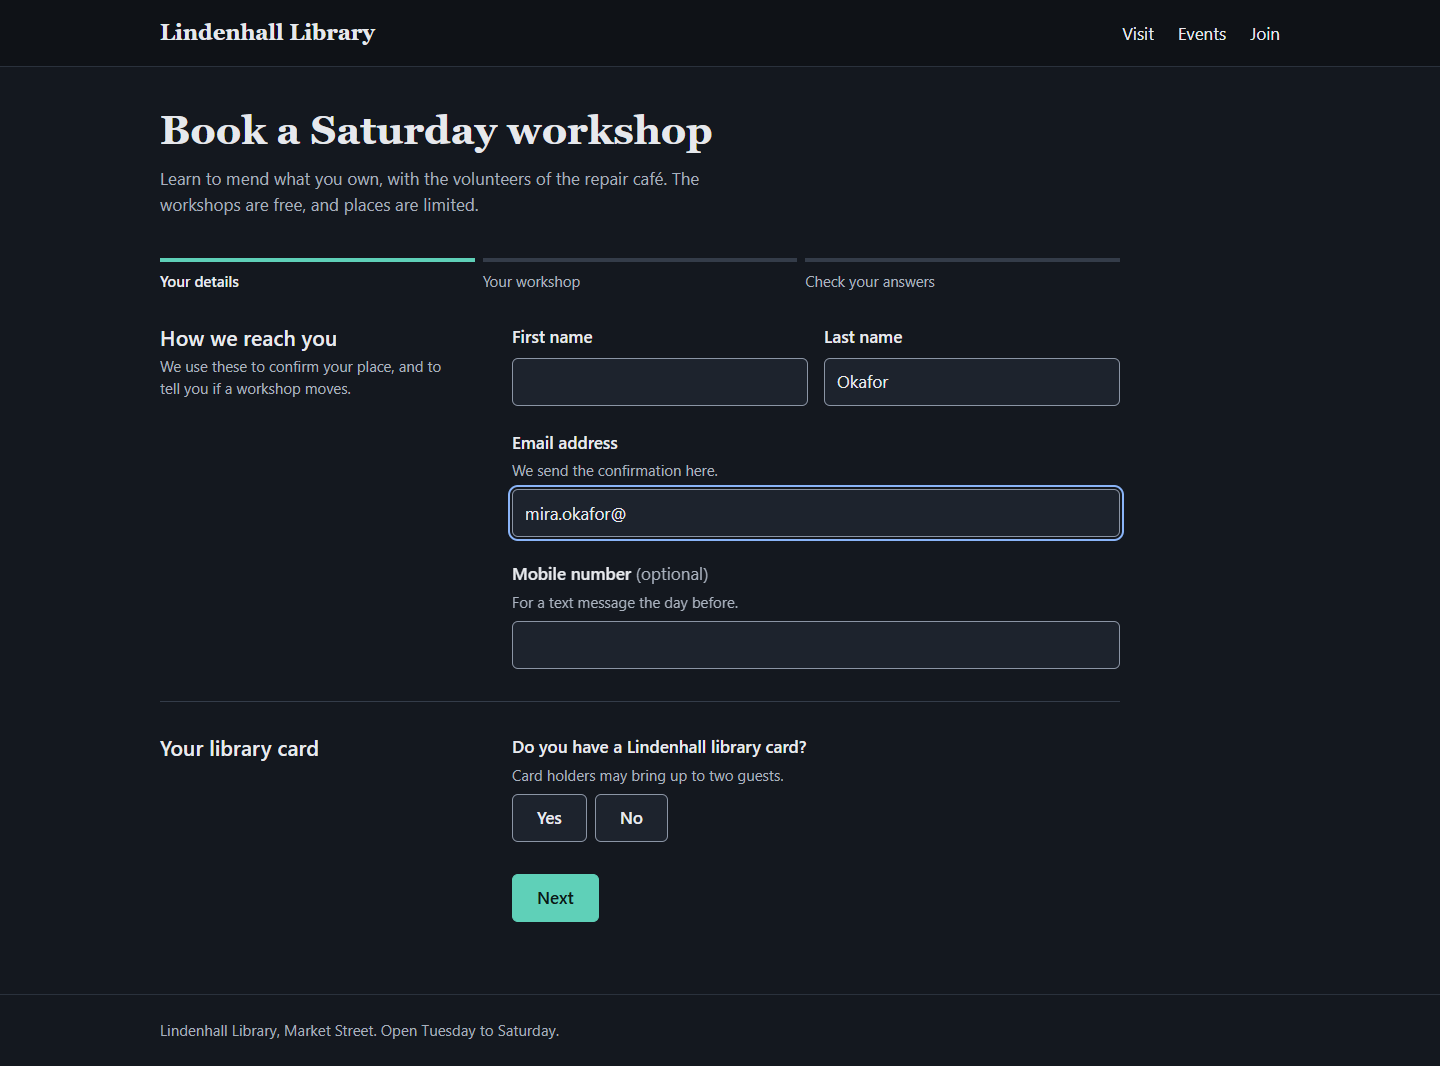 Lindenhall Library
Visit Events Join
Book a Saturday workshop
Learn to mend what you own, with the volunteers of the repair café. The
workshops are free, and places are limited.
Your details
Your workshop
Check your answers
How we reach you
We use these to confirm your place, and to
tell you if a workshop moves.
First name
Last name
Okafor
Email address
We send the confirmation here.
mira.okafor@
Mobile number (optional)
For a text message the day before.
Your library card
Do you have a Lindenhall library card?
Card holders may bring up to two guests.
Yes
No
Next
Lindenhall Library, Market Street. Open Tuesday to Saturday.